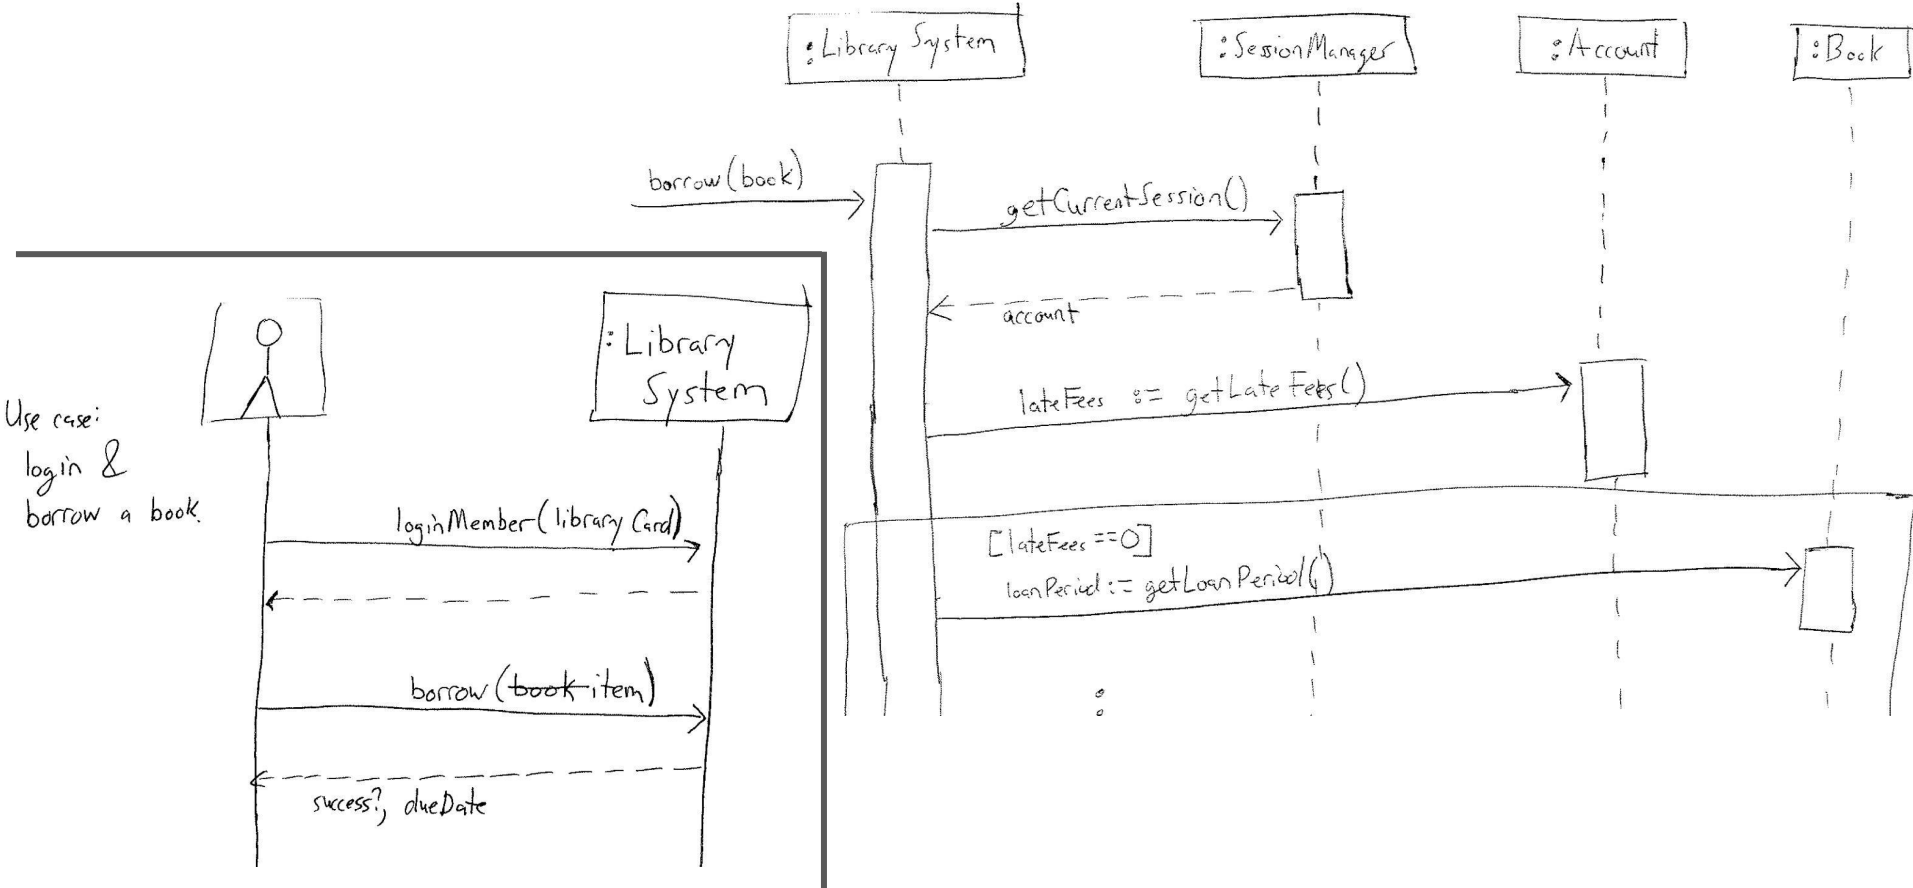 :Library System
:SessionManager
:Account
:Book
borrow(book)
getCurrentSession()
account
lateFees := getLateFees()
[lateFees==0]
loanPeriod := getLoanPeriod()
:Library
System
Use case:
login &
borrow a book.
loginMember(libraryCard)
borrow(book item)
success?, dueDate